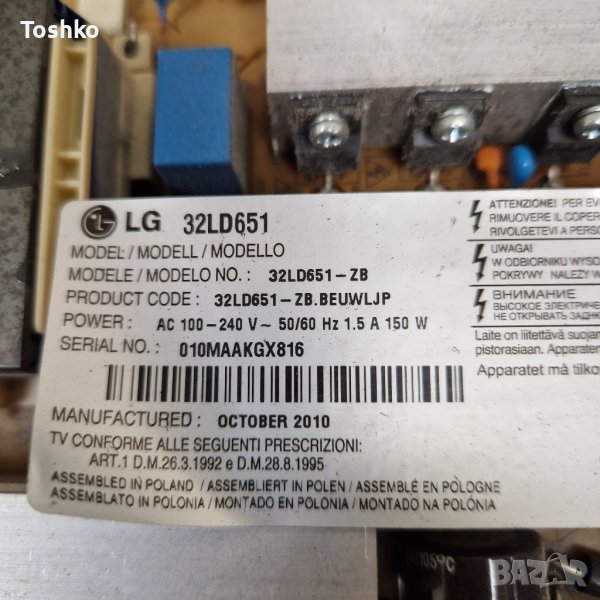 Toshko
LG 32LD651
MODEL / MODELL / MODELLO
MODELE / MODELO NO. : 32LD651-ZB
PRODUCT CODE : 32LD651-ZB.BEUWLJP
POWER : AC 100-240 V~ 50/60 Hz 1.5 A 150 W
SERIAL NO. : 010MAAKGX816
MANUFACTURED : OCTOBER 2010
TV CONFORME ALLE SEGUENTI PRESCRIZIONI:
ART.1 D.M.26.3.1992 e D.M.28.8.1995
ASSEMBLED IN POLAND / ASSEMBLIERT IN POLEN / ASSEMBLÉ EN POLOGNE
ASSEMBLATO IN POLONIA / MONTADO EN POLONIA / MONTADO NA POLÓNIA
ATTENZIONE! PER EV
RIMUOVERE IL COPER
RIVOLGETEVI A PERSO
UWAGA!
W ODBIORNIKU WYSO
POKRYWY NALEŻY W
ВНИМАНИЕ
ВЫСОКОЕ ЭЛЕКТРИЧЕ
НЕ ОТКРЫВАТЬ ЗАДН
Laite on liitettävä suojat
pistorasiaan. Apparaten
Apparatet må tilko
BAZAR